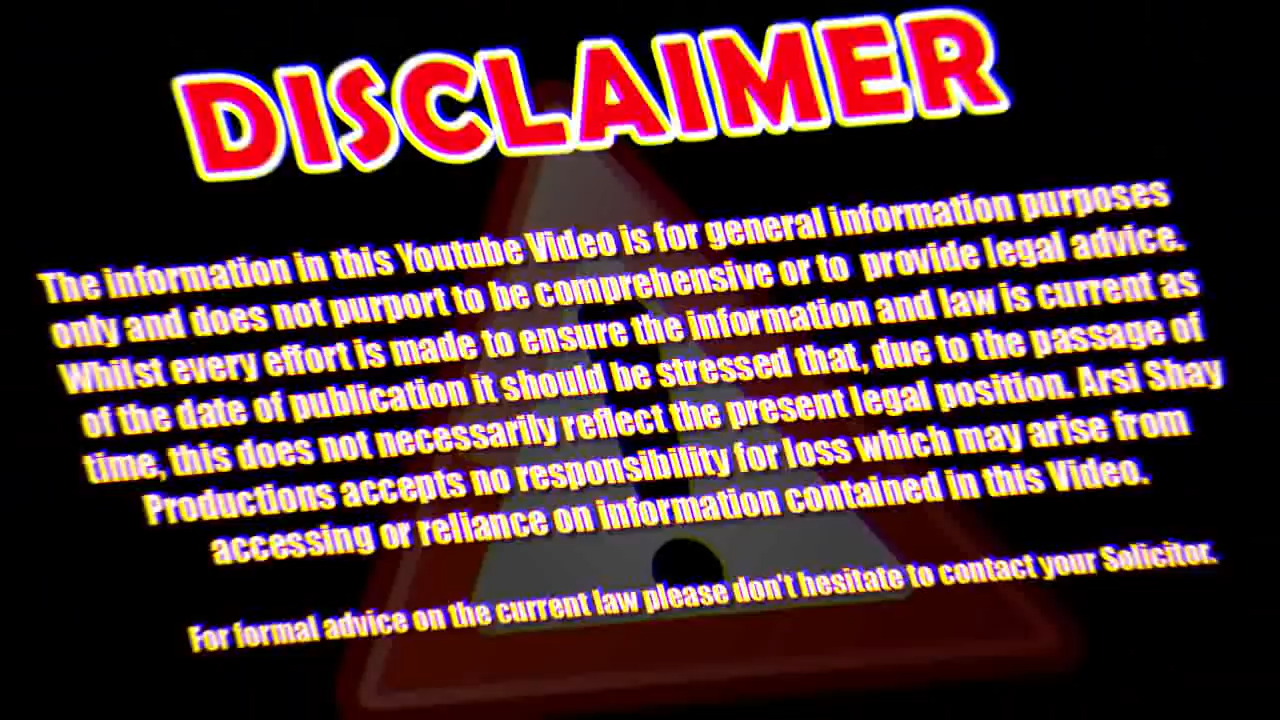 DISCLAIMER
The information in this Youtube Video is for general information purposes
only and does not purport to be comprehensive or to provide legal advice.
Whilst every effort is made to ensure the information and law is current as
of the date of publication it should be stressed that, due to the passage of
time, this does not necessarily reflect the present legal position. Arsi Shay
Productions accepts no responsibility for loss which may arise from
accessing or reliance on information contained in this Video.
For formal advice on the current law please don't hesitate to contact your Solicitor.